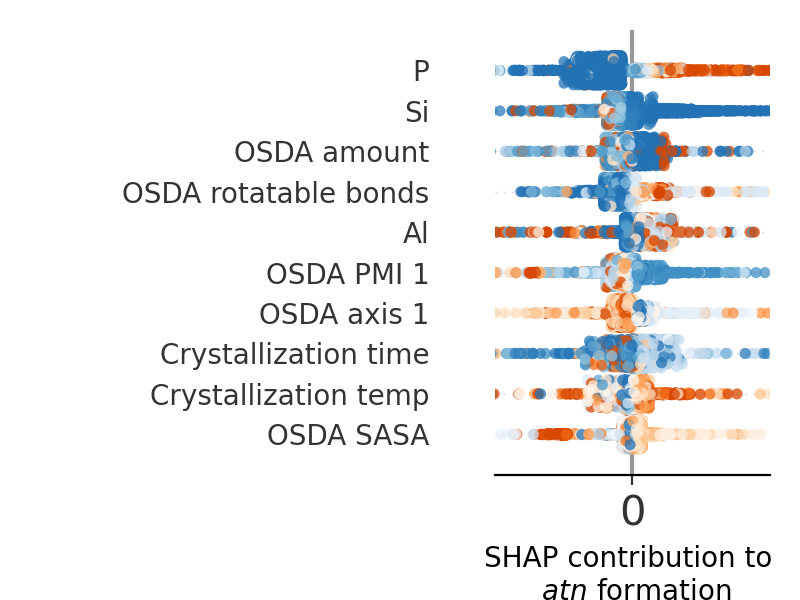 P
Si
OSDA amount
OSDA rotatable bonds
Al
OSDA PMI 1
OSDA axis 1
Crystallization time
Crystallization temp
OSDA SASA
0
SHAP contribution to
atn formation